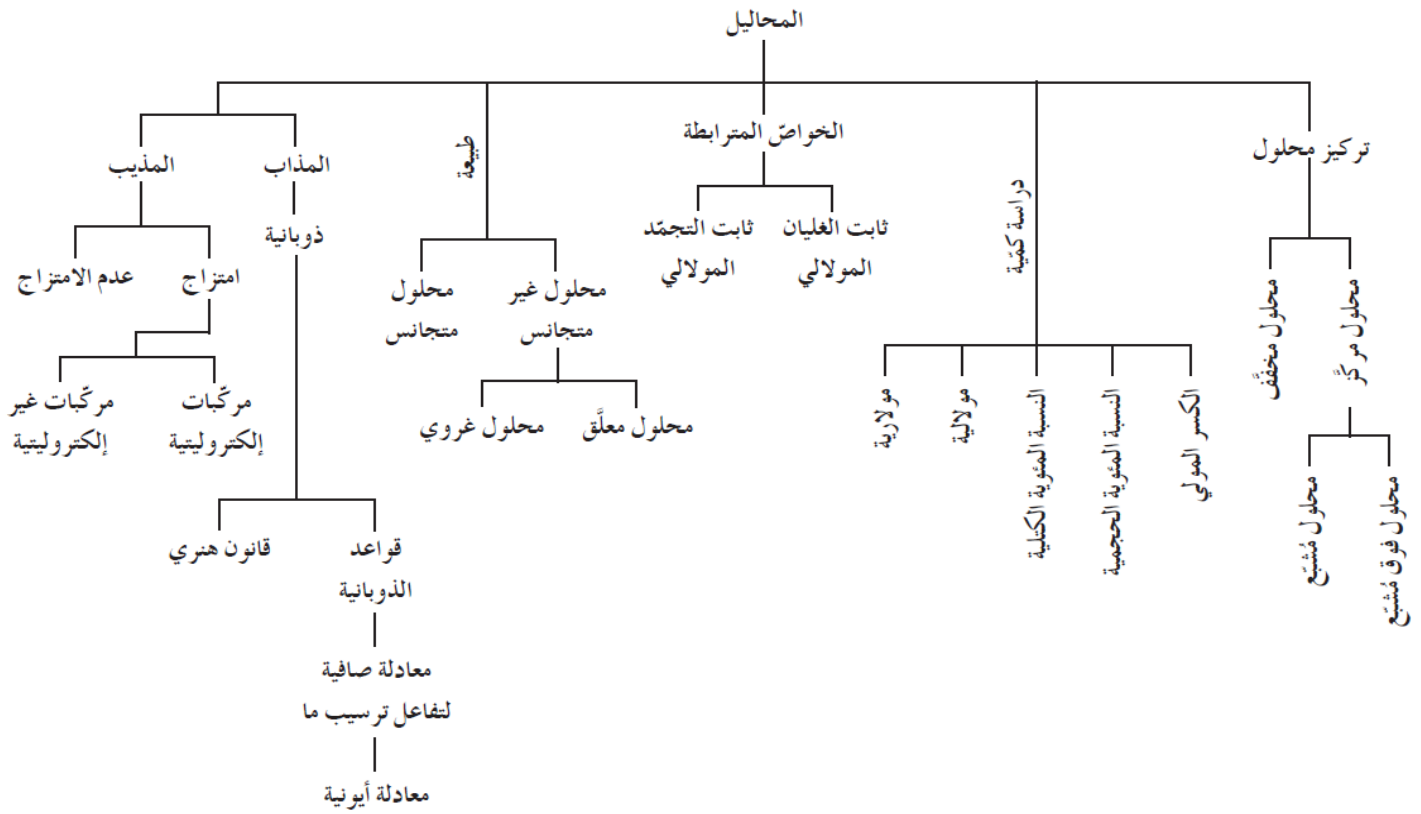 المحاليل
تركيز محلول
محلول مركَّز
محلول مخفَّف
محلول فوق مُشبَع
محلول مُشبَع
دراسة كمّية
الكسر المولي
النسبة المئوية الحجمية
النسبة المئوية الكتلية
مولالية
مولارية
الخواصّ المترابطة
ثابت الغليان
المولالي
ثابت التجمّد
المولالي
طبيعة
محلول غير
متجانس
محلول
متجانس
محلول معلَّق
محلول غروي
المذاب
ذوبانية
قواعد
الذوبانية
معادلة صافية
لتفاعل ترسيب ما
معادلة أيونية
قانون هنري
المذيب
امتزاج
عدم الامتزاج
مركّبات
إلكتروليتية
مركّبات غير
إلكتروليتية